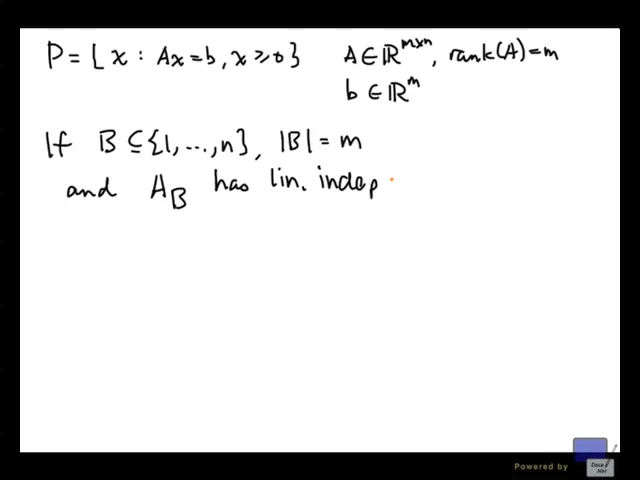 P = { x : Ax = b, x ≥ 0 } A ∈ ℝ^{m×n}, rank(A) = m
b ∈ ℝ^m
If B ⊆ {1, ..., n}, |B| = m
and A_B has lin. indep
Powered by